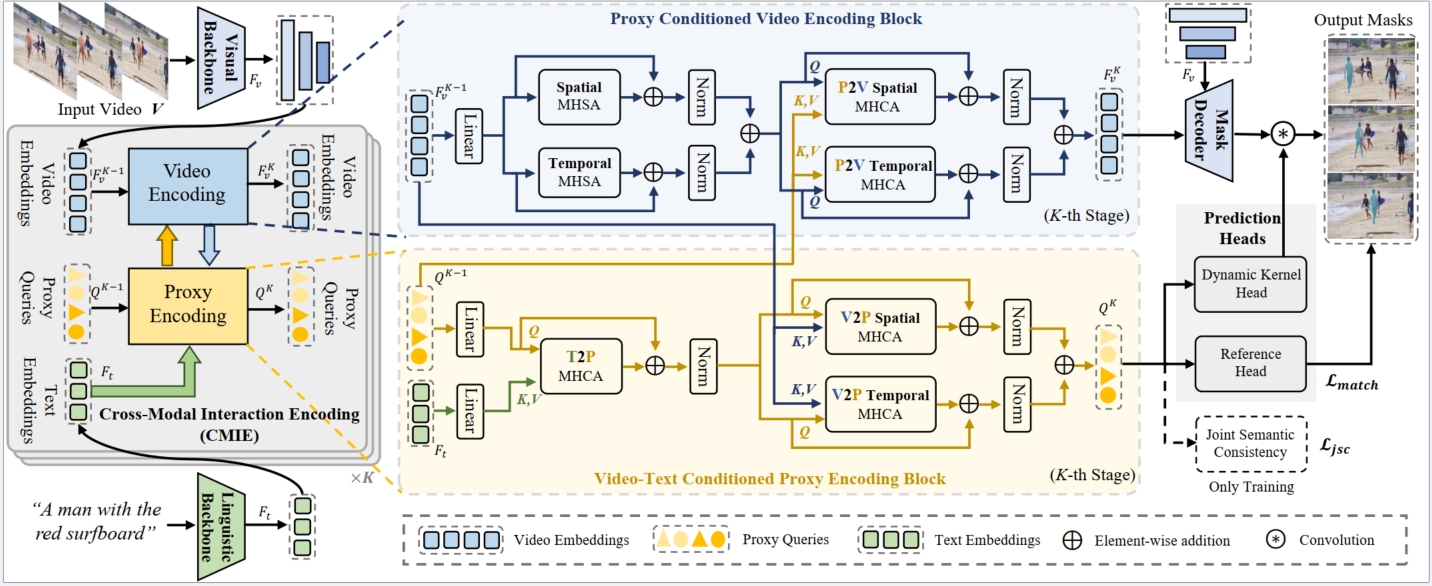 Input Video V
Visual
Backbone
F_v
Video
Embeddings
F_v^{K-1}
Video
Encoding
F_v^K
Video
Embeddings
Proxy
Queries
Q^{K-1}
Proxy
Encoding
Q^K
Proxy
Queries
Text
Embeddings
F_t
Cross-Modal Interaction Encoding
(CMIE)
×K
“A man with the
red surfboard”
Linguistic
Backbone
F_t
Proxy Conditioned Video Encoding Block
F_v^{K-1}
Linear
Spatial
MHSA
Norm
Temporal
MHSA
Norm
Q
K,V
P2V Spatial
MHCA
Norm
K,V
Q
P2V Temporal
MHCA
Norm
F_v^K
(K-th Stage)
Q^{K-1}
Linear
Q
T2P
MHCA
K,V
Linear
F_t
Norm
Q
K,V
V2P Spatial
MHCA
Norm
K,V
Q
V2P Temporal
MHCA
Norm
Q^K
Video-Text Conditioned Proxy Encoding Block
(K-th Stage)
F_v
Mask
Decoder
Output Masks
Prediction
Heads
Dynamic Kernel
Head
Reference
Head
ℒ_match
Joint Semantic
Consistency
ℒ_jsc
Only Training
Video Embeddings
Proxy Queries
Text Embeddings
Element-wise addition
Convolution